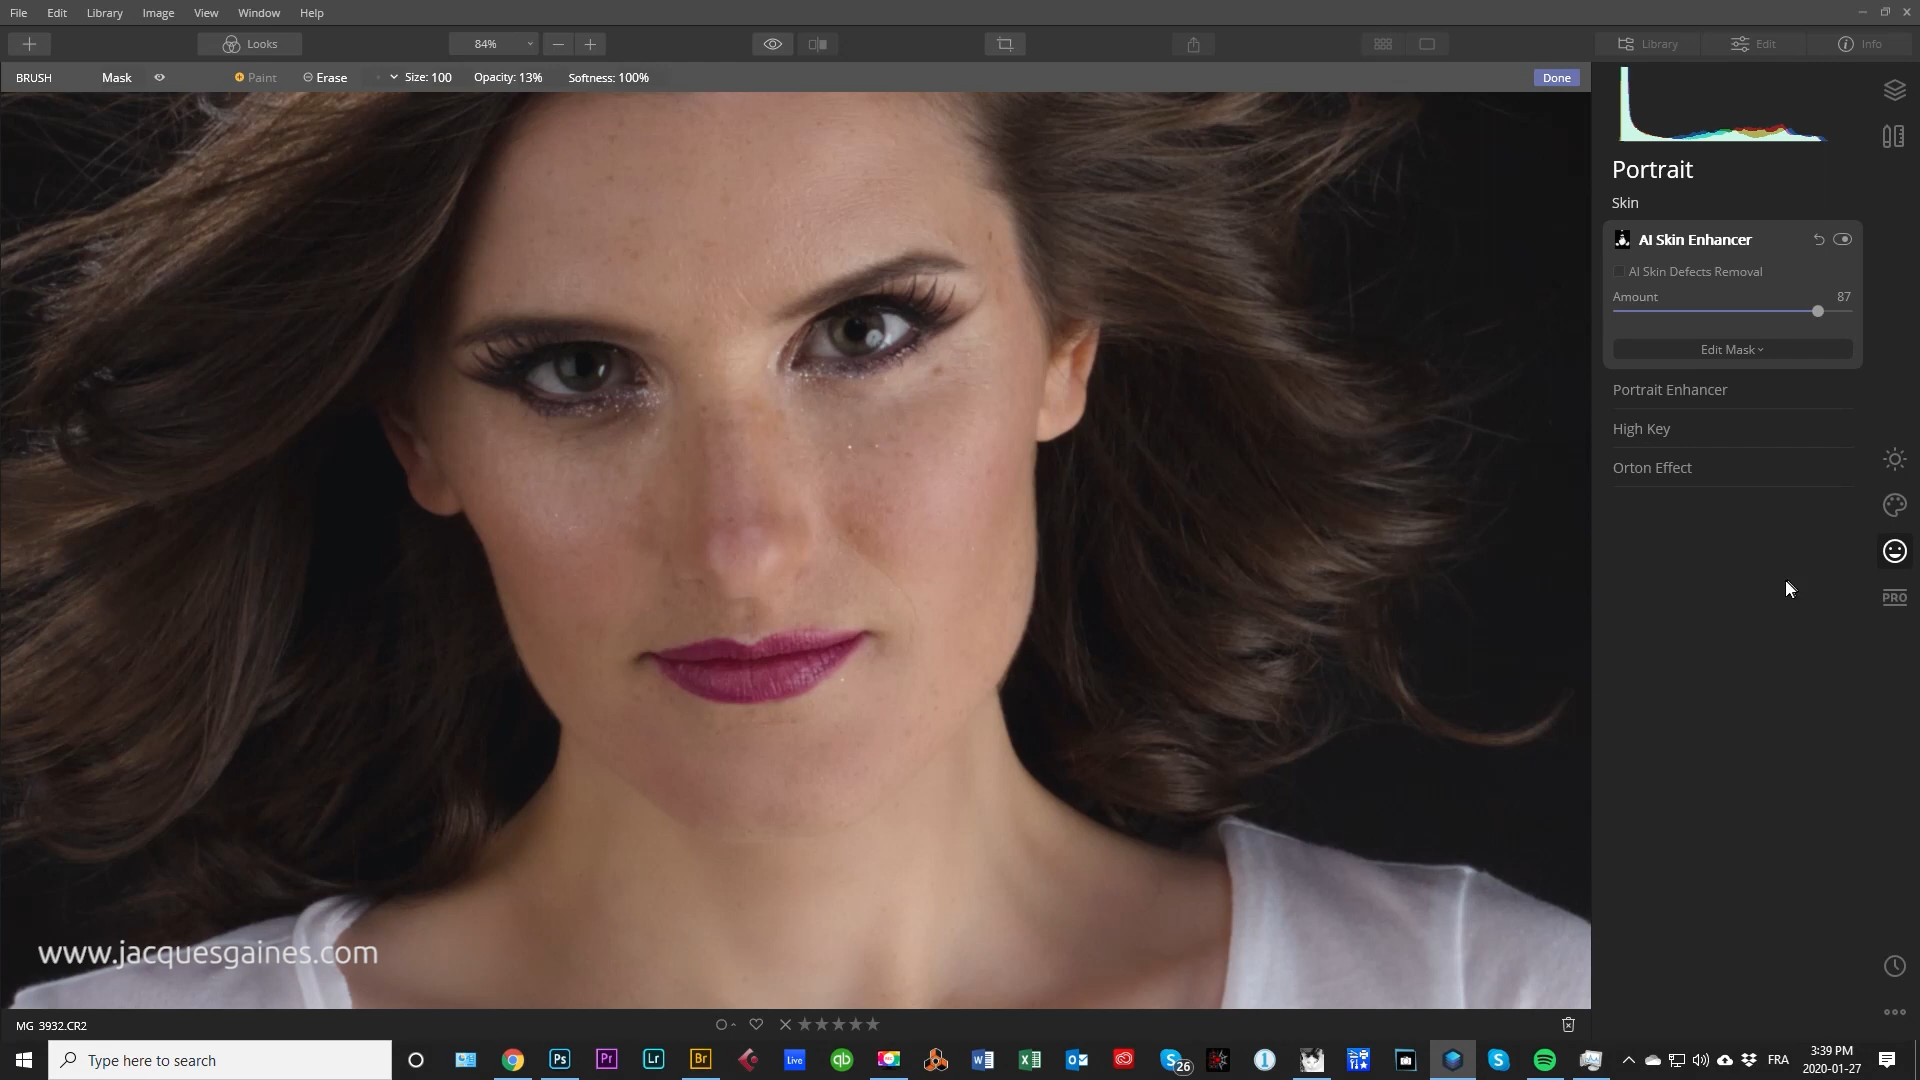 File Edit Library Image View Window Help
Looks 84% Library Edit Info
BRUSH Mask Paint Erase Size: 100 Opacity: 13% Softness: 100% Done
Portrait
Skin
AI Skin Enhancer
AI Skin Defects Removal
Amount 87
Edit Mask
Portrait Enhancer
High Key
Orton Effect
PRO
www.jacquesgaines.com
MG 3932.CR2
Type here to search Ps Pr Lr Br Live qb 26 1 FRA 3:39 PM
2020-01-27